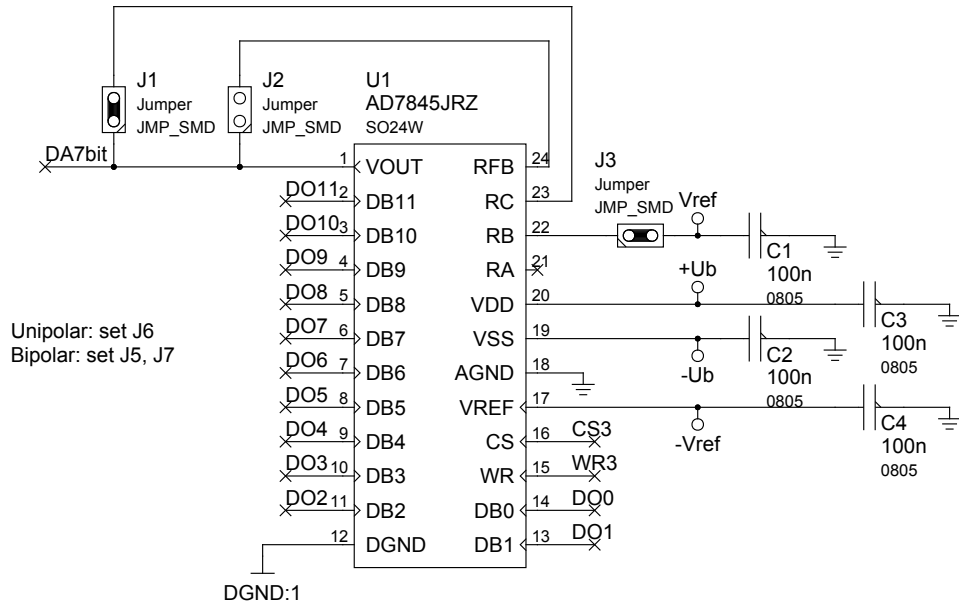 J1
Jumper
JMP_SMD
J2
Jumper
JMP_SMD
U1
AD7845JRZ
SO24W
DA7bit
1 VOUT RFB 24
DO11 2 DB11 RC 23
DO10 3 DB10 RB 22
DO9 4 DB9 RA 21
DO8 5 DB8 VDD 20
DO7 6 DB7 VSS 19
DO6 7 DB6 AGND 18
DO5 8 DB5 VREF 17
DO4 9 DB4 CS 16 CS3
DO3 10 DB3 WR 15 WR3
DO2 11 DB2 DB0 14 DO0
12 DGND DB1 13 DO1
DGND:1
J3
Jumper
JMP_SMD
Vref
C1
100n
0805
+Ub
C3
100n
0805
-Ub
C2
100n
0805
-Vref
C4
100n
0805
Unipolar: set J6
Bipolar: set J5, J7